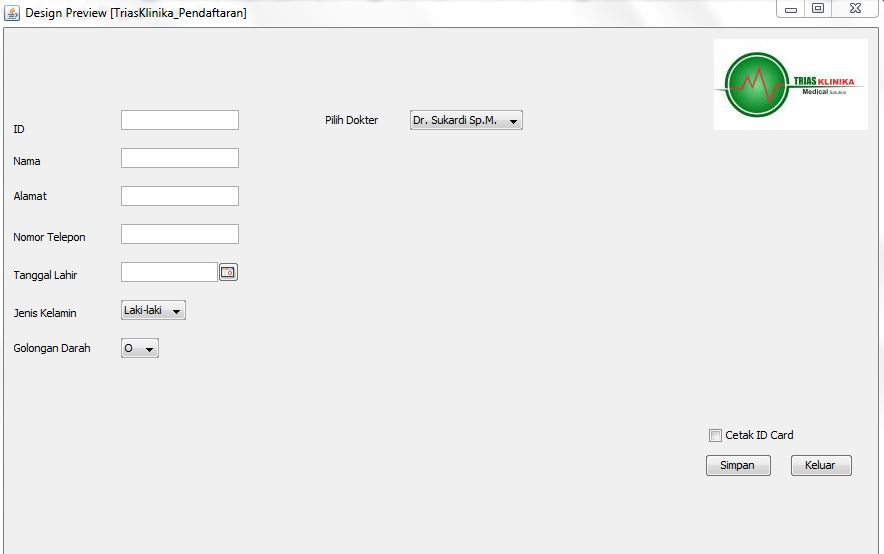 Design Preview [TriasKlinika_Pendaftaran]
TRIAS KLINIKA
Medical Solution
ID
Pilih Dokter
Dr. Sukardi Sp.M.
Nama
Alamat
Nomor Telepon
Tanggal Lahir
Jenis Kelamin
Laki-laki
Golongan Darah
O
Cetak ID Card
Simpan
Keluar